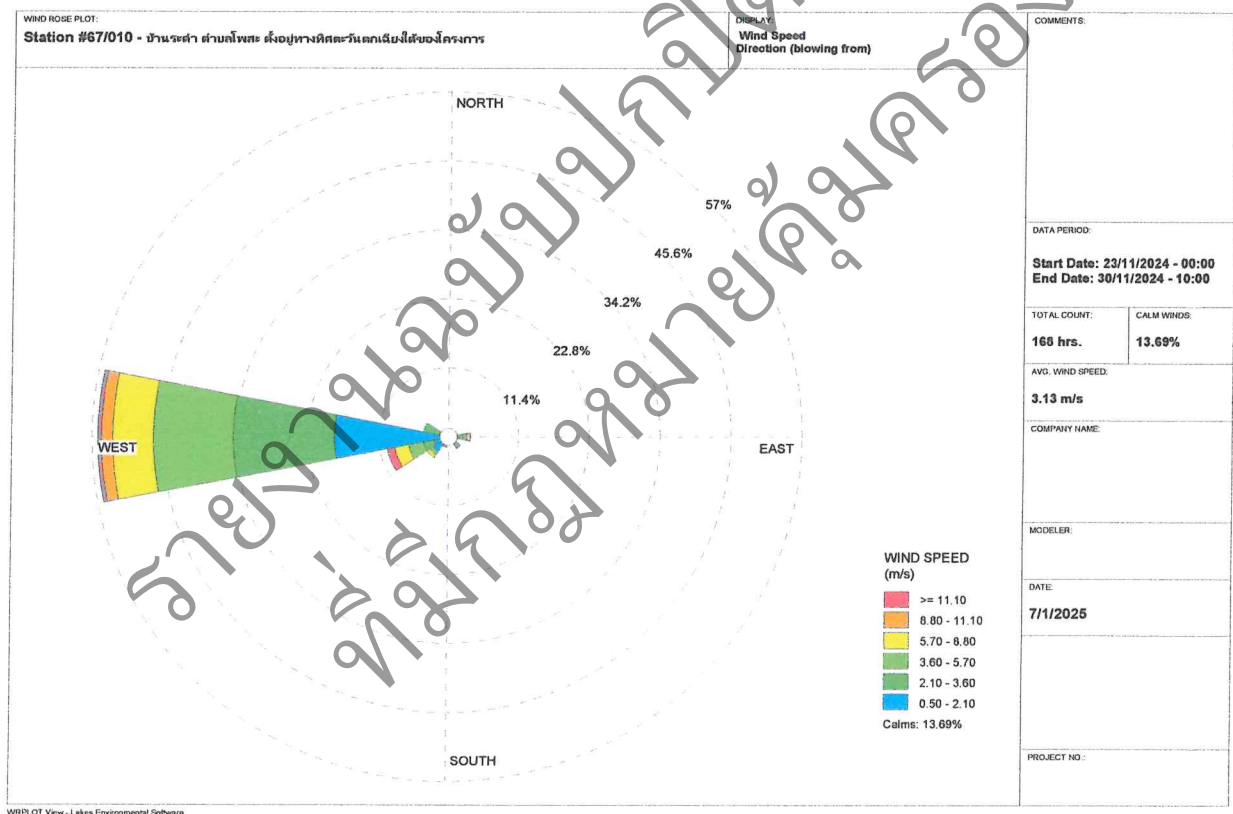 WIND ROSE PLOT:
Station #67/010 - บ้านระดำ ตำบลโพสะ ตั้งอยู่ทางทิศตะวันตกเฉียงใต้ของโครงการ
DISPLAY:
Wind Speed
Direction (blowing from)
COMMENTS:
NORTH
57%
45.6%
34.2%
22.8%
11.4%
WEST
EAST
SOUTH
WIND SPEED
(m/s)
>= 11.10
8.80 - 11.10
5.70 - 8.80
3.60 - 5.70
2.10 - 3.60
0.50 - 2.10
Calms: 13.69%
DATA PERIOD:
Start Date: 23/11/2024 - 00:00
End Date: 30/11/2024 - 10:00
TOTAL COUNT:
168 hrs.
CALM WINDS:
13.69%
AVG. WIND SPEED:
3.13 m/s
COMPANY NAME:
MODELER:
DATE:
7/1/2025
PROJECT NO.:
WRPLOT View - Lakes Environmental Software
รายงานฉบับปกปิด
ที่มีกฎหมายคุ้มครอง